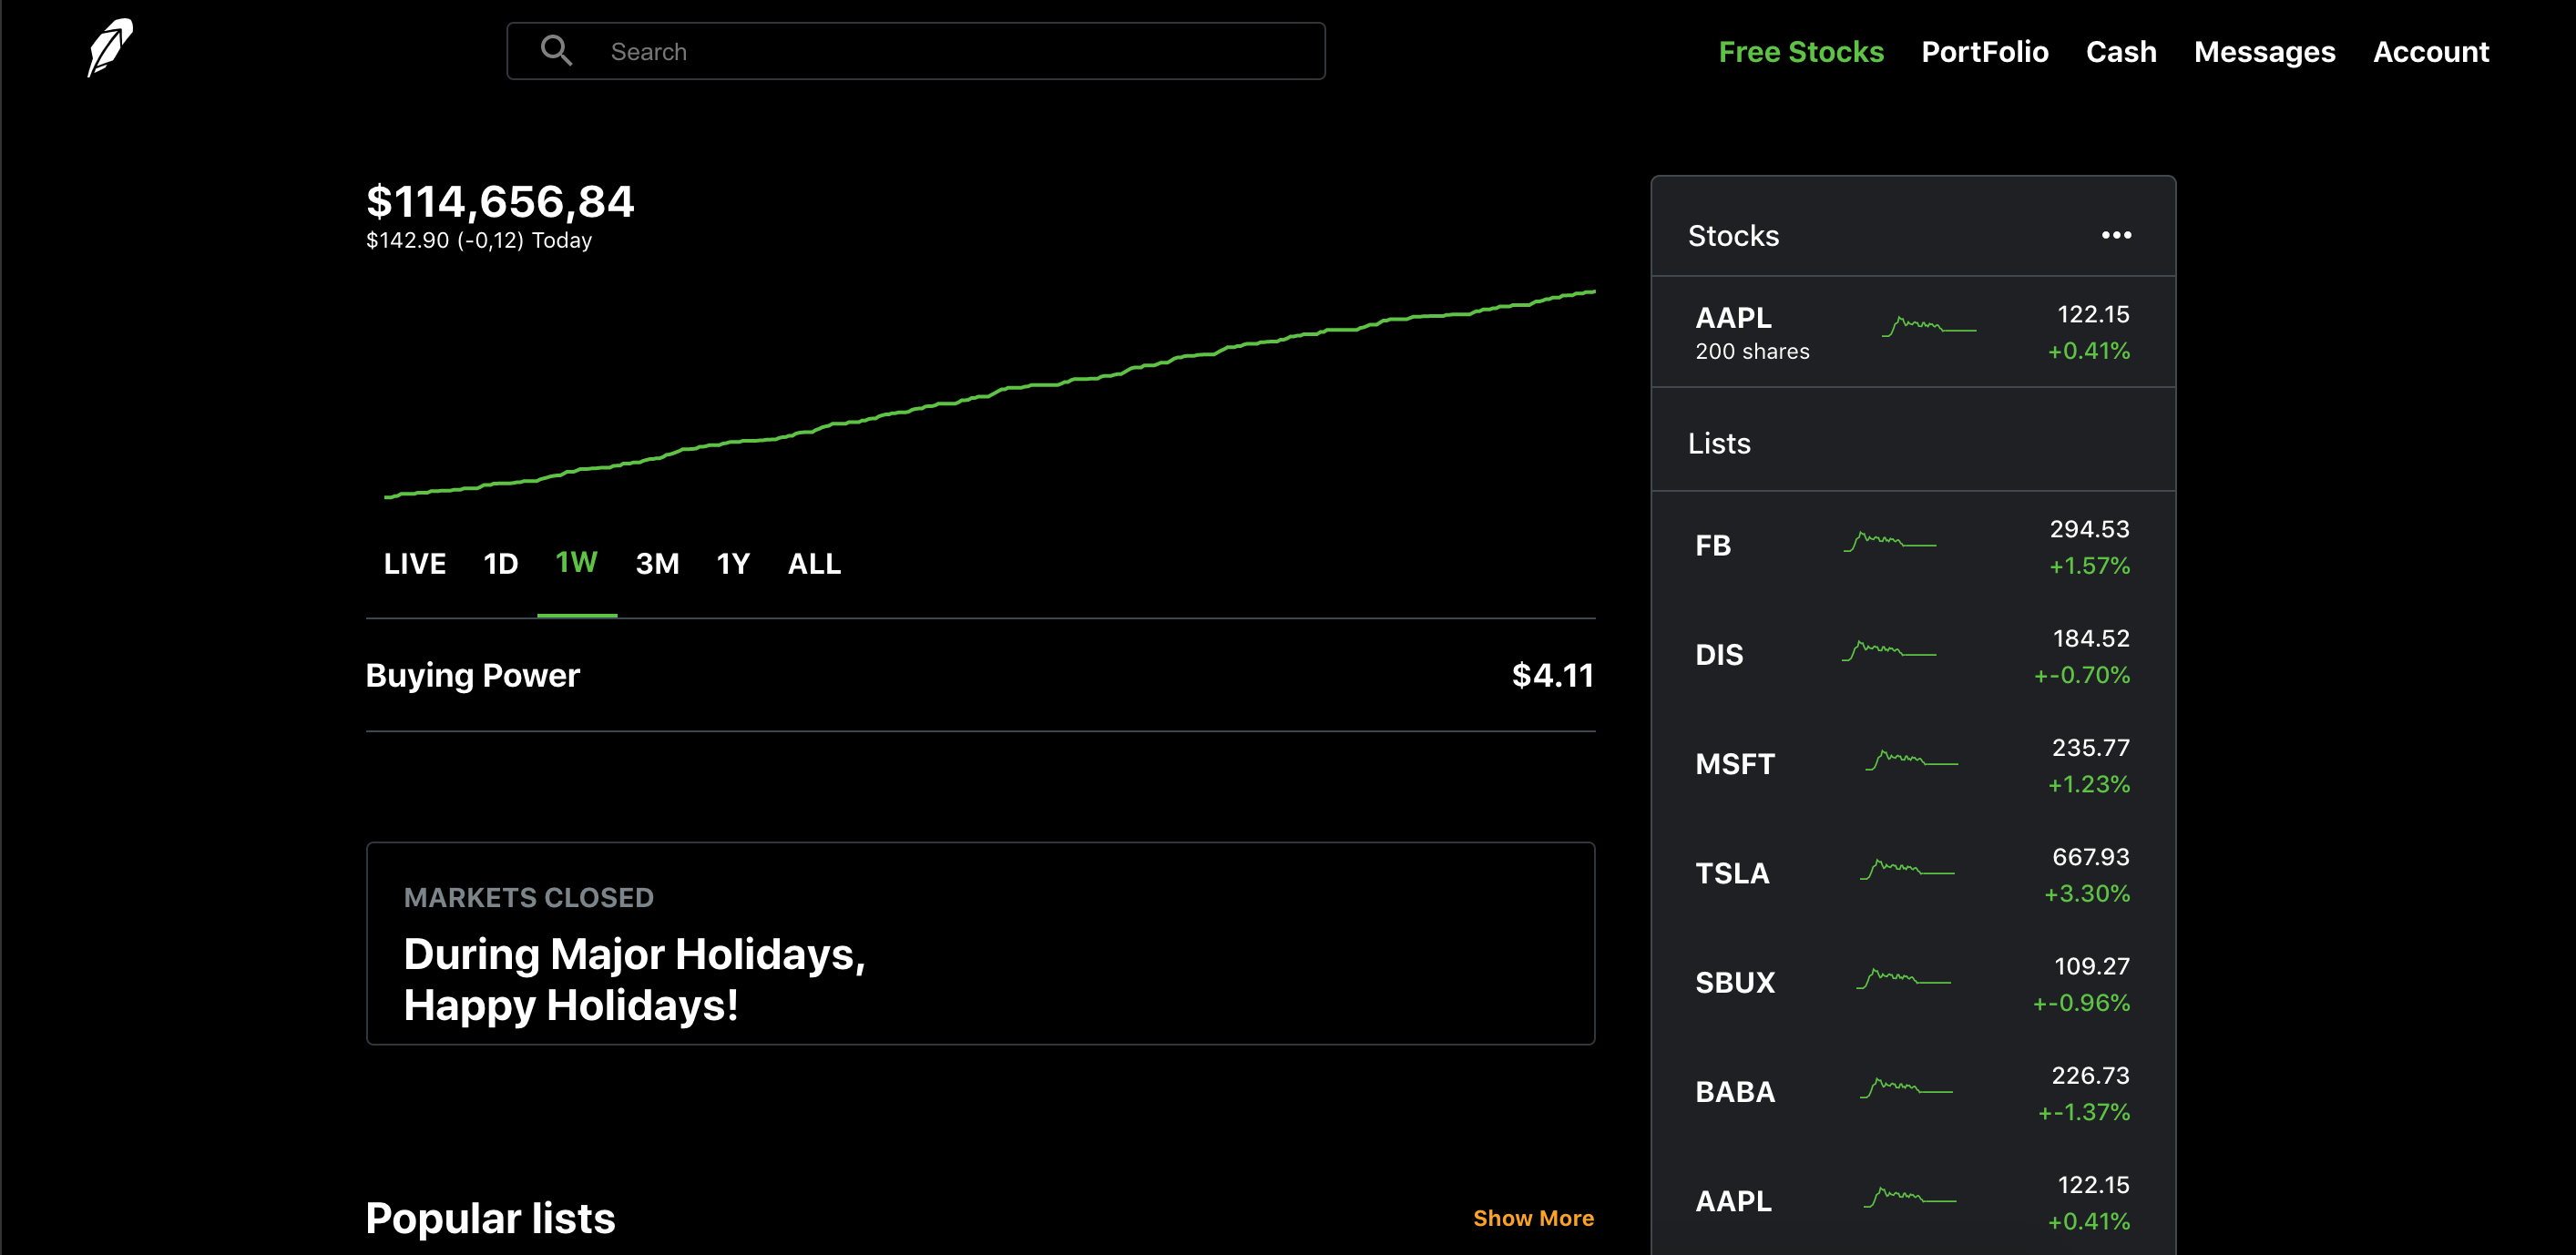 Search
Free Stocks PortFolio Cash Messages Account
$114,656,84
$142.90 (-0,12) Today
LIVE 1D 1W 3M 1Y ALL
Buying Power $4.11
MARKETS CLOSED
During Major Holidays,
Happy Holidays!
Popular lists Show More
Stocks
AAPL 122.15
200 shares +0.41%
Lists
FB 294.53
+1.57%
DIS 184.52
+-0.70%
MSFT 235.77
+1.23%
TSLA 667.93
+3.30%
SBUX 109.27
+-0.96%
BABA 226.73
+-1.37%
AAPL 122.15
+0.41%